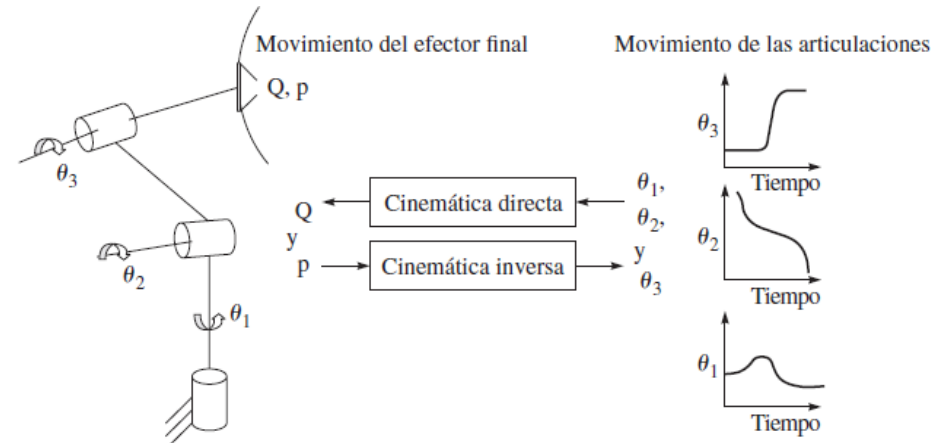 Movimiento del efector final
Q, p
θ3
θ2
θ1
Q
y
p
Cinemática directa
Cinemática inversa
θ1,
θ2,
y
θ3
Movimiento de las articulaciones
θ3
Tiempo
θ2
Tiempo
θ1
Tiempo